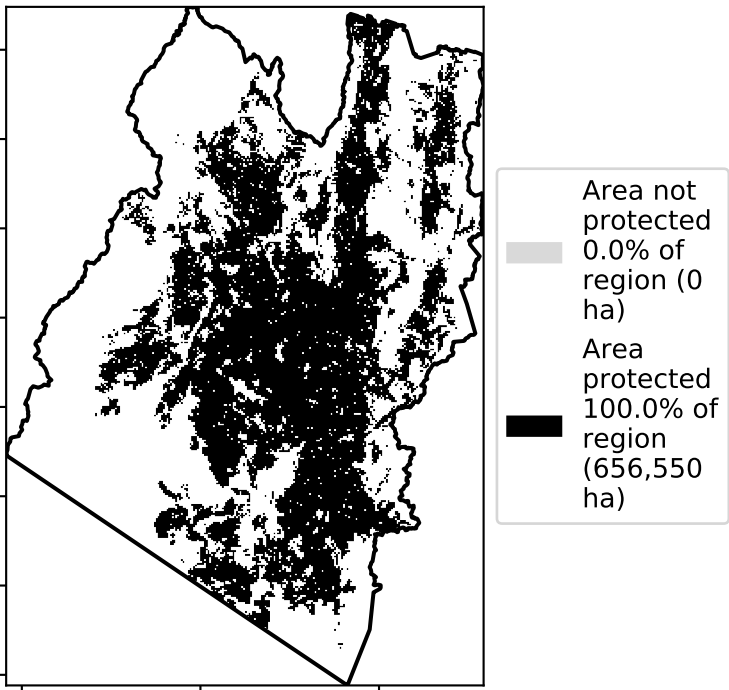 Area not
protected
0.0% of
region (0
ha)
Area
protected
100.0% of
region
(656,550
ha)